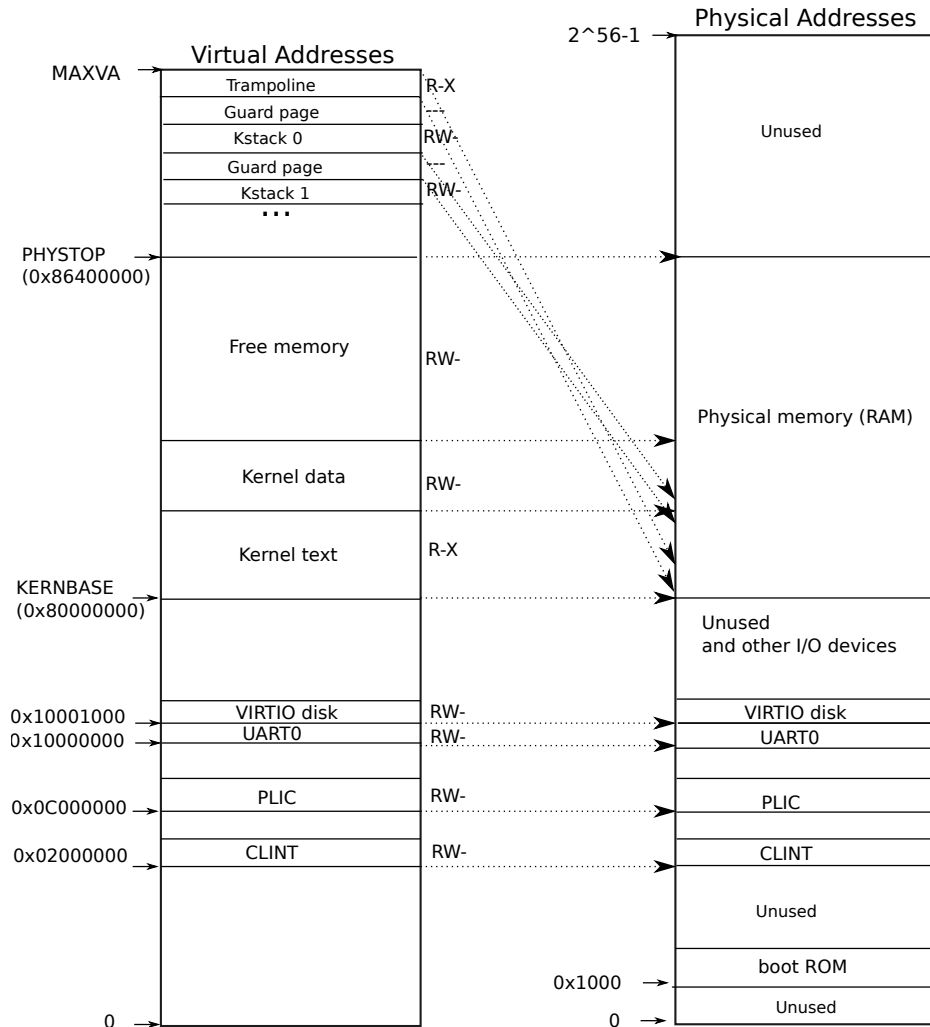 Physical Addresses
2^56-1
Virtual Addresses
MAXVA
Trampoline
R-X
Guard page
---
Unused
Kstack 0
RW-
Guard page
---
Kstack 1
RW-
...
PHYSTOP
(0x86400000)
Free memory
RW-
Physical memory (RAM)
Kernel data
RW-
Kernel text
R-X
KERNBASE
(0x80000000)
Unused
and other I/O devices
0x10001000
VIRTIO disk
RW-
VIRTIO disk
0x10000000
UART0
RW-
UART0
0x0C000000
PLIC
RW-
PLIC
0x02000000
CLINT
RW-
CLINT
Unused
boot ROM
0x1000
Unused
0
0